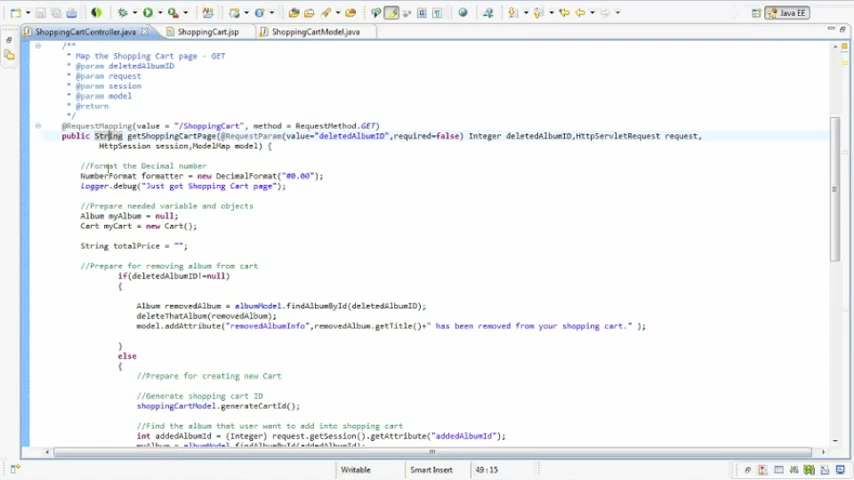 Java EE
ShoppingCartController.java
ShoppingCart.jsp
ShoppingCartModel.java
/**
* Map the Shopping Cart page - GET
* @param deletedAlbumID
* @param request
* @param session
* @param model
* @return
*/
@RequestMapping(value = "/ShoppingCart", method = RequestMethod.GET)
public String getShoppingCartPage(@RequestParam(value="deletedAlbumID",required=false) Integer deletedAlbumID,HttpServletRequest request,
HttpSession session,ModelMap model) {
//Format the Decimal number
NumberFormat formatter = new DecimalFormat("#0.00");
Logger.debug("Just got Shopping Cart page");
//Prepare needed variable and objects
Album myAlbum = null;
Cart myCart = new Cart();
String totalPrice = "";
//Prepare for removing album from cart
if(deletedAlbumID!=null)
{
Album removedAlbum = albumModel.findAlbumById(deletedAlbumID);
deleteThatAlbum(removedAlbum);
model.addAttribute("removedAlbumInfo",removedAlbum.getTitle()+" has been removed from your shopping cart." );
}
else
{
//Prepare for creating new Cart
//Generate shopping cart ID
shoppingCartModel.generateCartId();
//Find the album that user want to add into shopping cart
int addedAlbumId = (Integer) request.getSession().getAttribute("addedAlbumId");
myAlbum = albumModel.findAlbumById(addedAlbumId);
Writable
Smart Insert
49 : 15